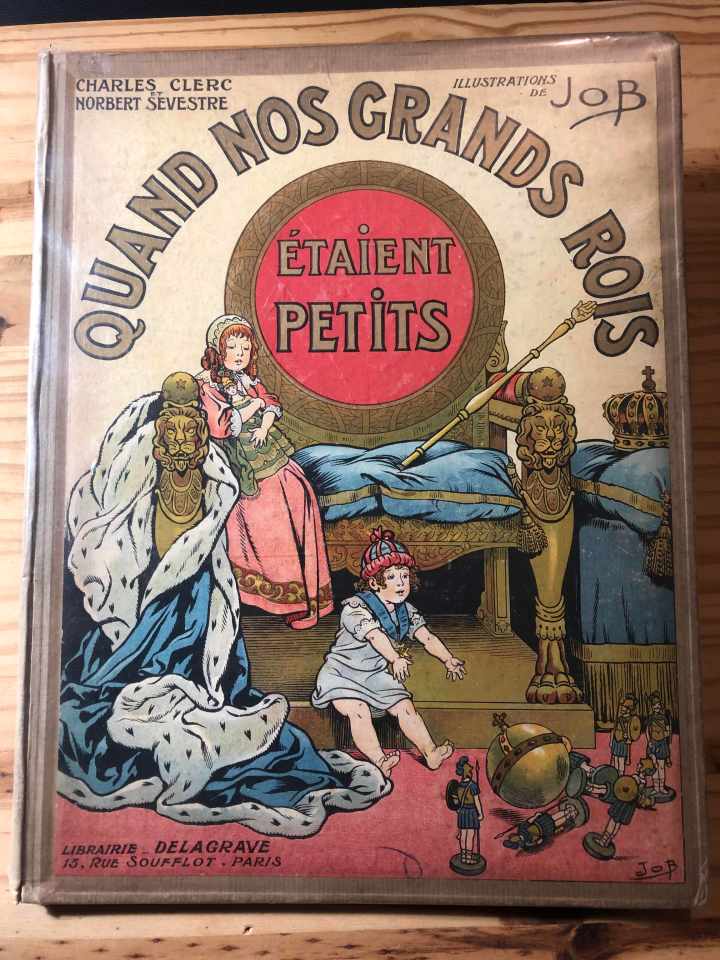 CHARLES CLERC
ET
NORBERT SÉVESTRE
ILLUSTRATIONS
DE JOB
QUAND NOS GRANDS ROIS
ÉTAIENT
PETITS
LIBRAIRIE - DELAGRAVE
15, RUE SOUFFLOT - PARIS
JOB